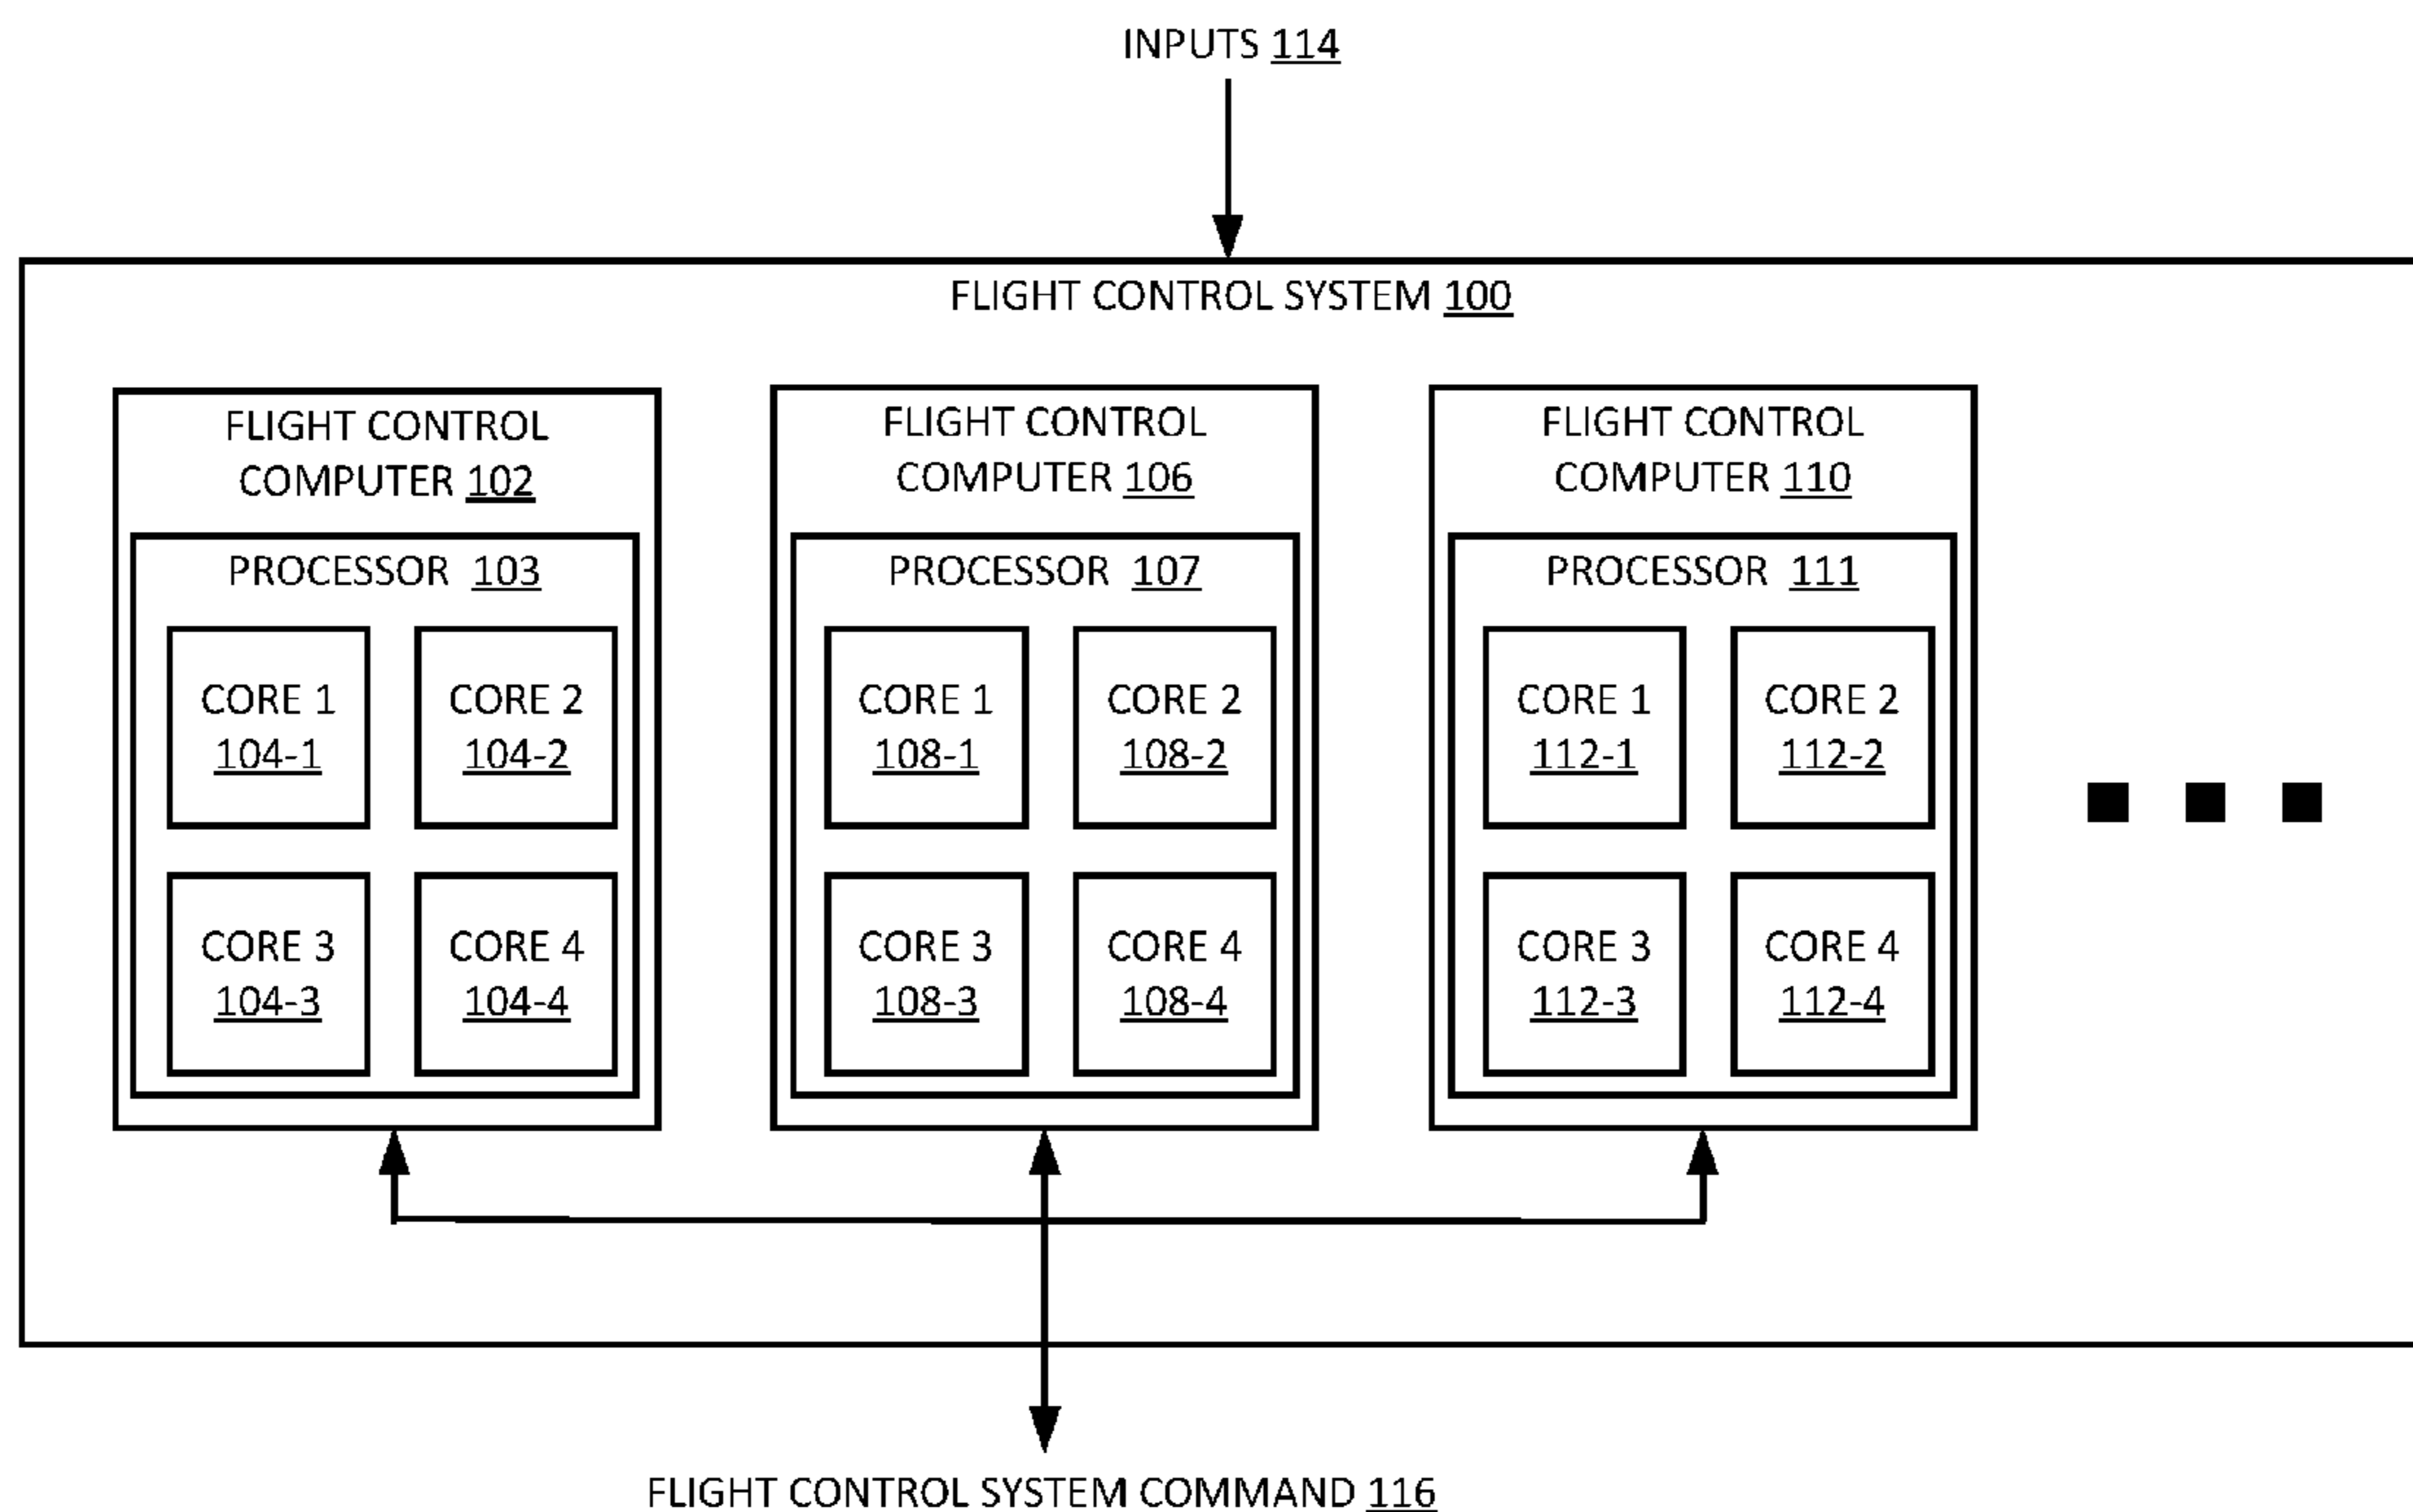 INPUTS 114
FLIGHT CONTROL SYSTEM 100
FLIGHT CONTROL
COMPUTER 102
PROCESSOR 103
CORE 1
104-1
CORE 2
104-2
CORE 3
104-3
CORE 4
104-4
FLIGHT CONTROL
COMPUTER 106
PROCESSOR 107
CORE 1
108-1
CORE 2
108-2
CORE 3
108-3
CORE 4
108-4
FLIGHT CONTROL
COMPUTER 110
PROCESSOR 111
CORE 1
112-1
CORE 2
112-2
CORE 3
112-3
CORE 4
112-4
FLIGHT CONTROL SYSTEM COMMAND 116